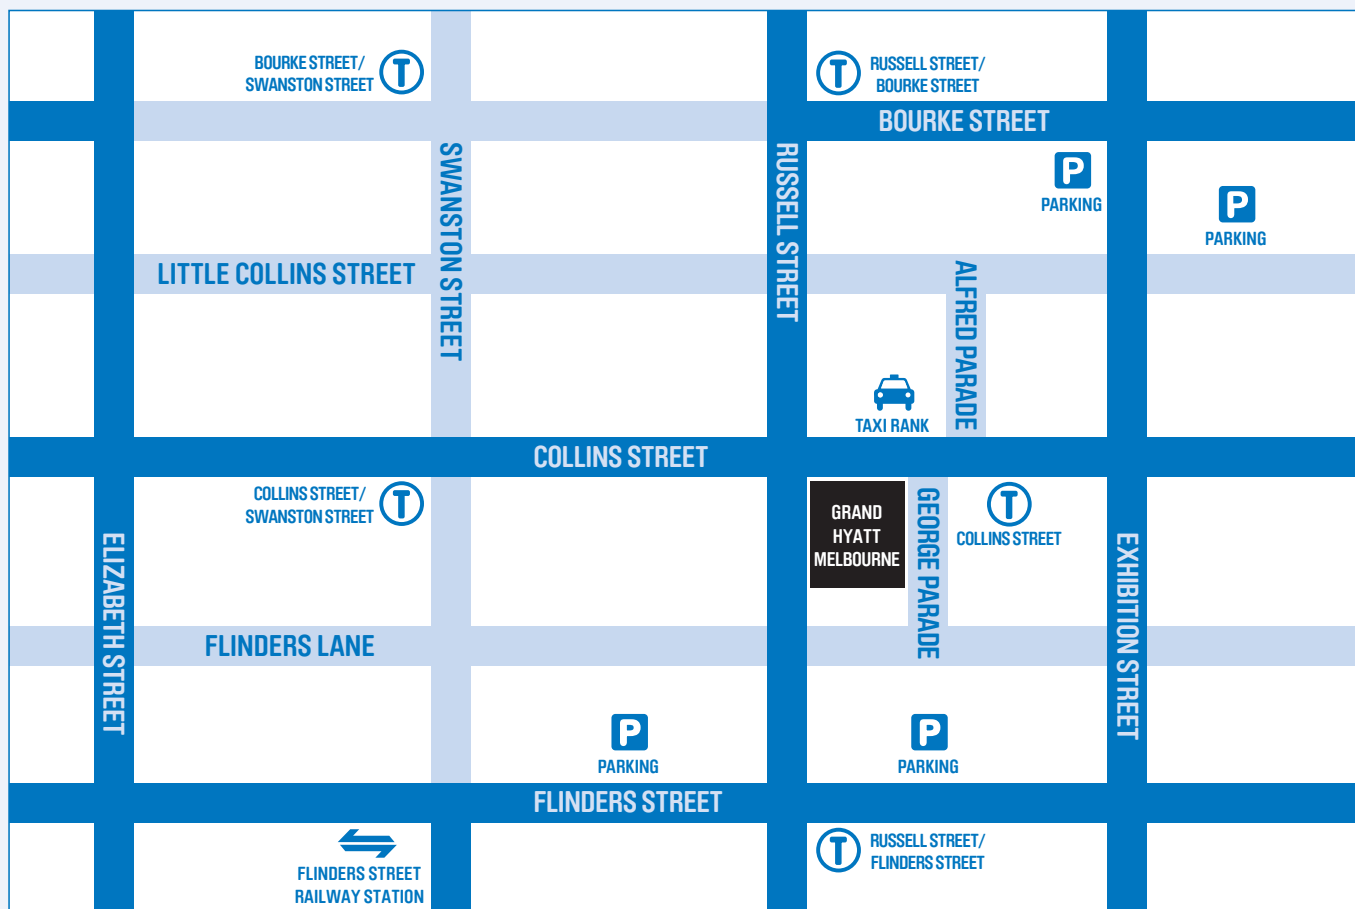 BOURKE STREET/
SWANSTON STREET
T
T
RUSSELL STREET/
BOURKE STREET
BOURKE STREET
SWANSTON STREET
RUSSELL STREET
P
PARKING
P
PARKING
LITTLE COLLINS STREET
ALFRED PARADE
TAXI RANK
COLLINS STREET
COLLINS STREET/
SWANSTON STREET
T
GRAND
HYATT
MELBOURNE
GEORGE PARADE
T
COLLINS STREET
ELIZABETH STREET
EXHIBITION STREET
FLINDERS LANE
P
PARKING
P
PARKING
FLINDERS STREET
FLINDERS STREET
RAILWAY STATION
T
RUSSELL STREET/
FLINDERS STREET